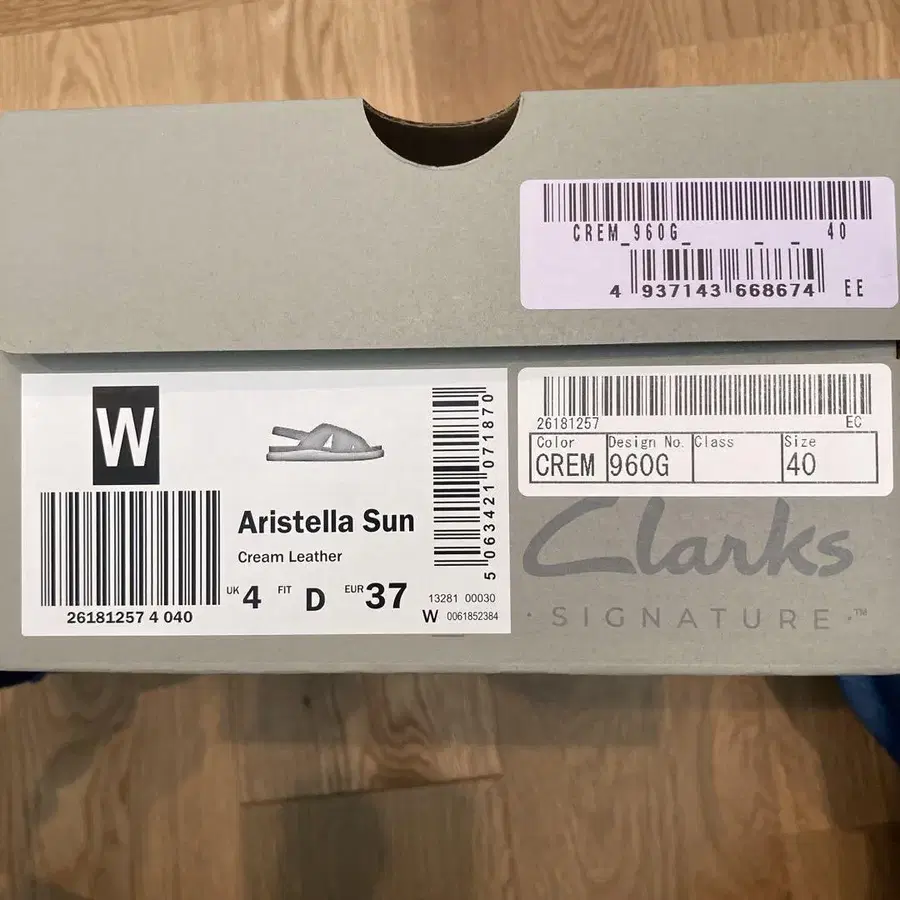 CREM_960G_ _ _ 40
4 937143 668674 EE
W
Aristella Sun
Cream Leather
UK 4 FIT D EUR 37
26181257 4 040
5 063421 071870
13281 00030
W 0061852384
26181257 EC
Color Design No. Class Size
CREM 960G 40
Clarks
· SIGNATURE · ™